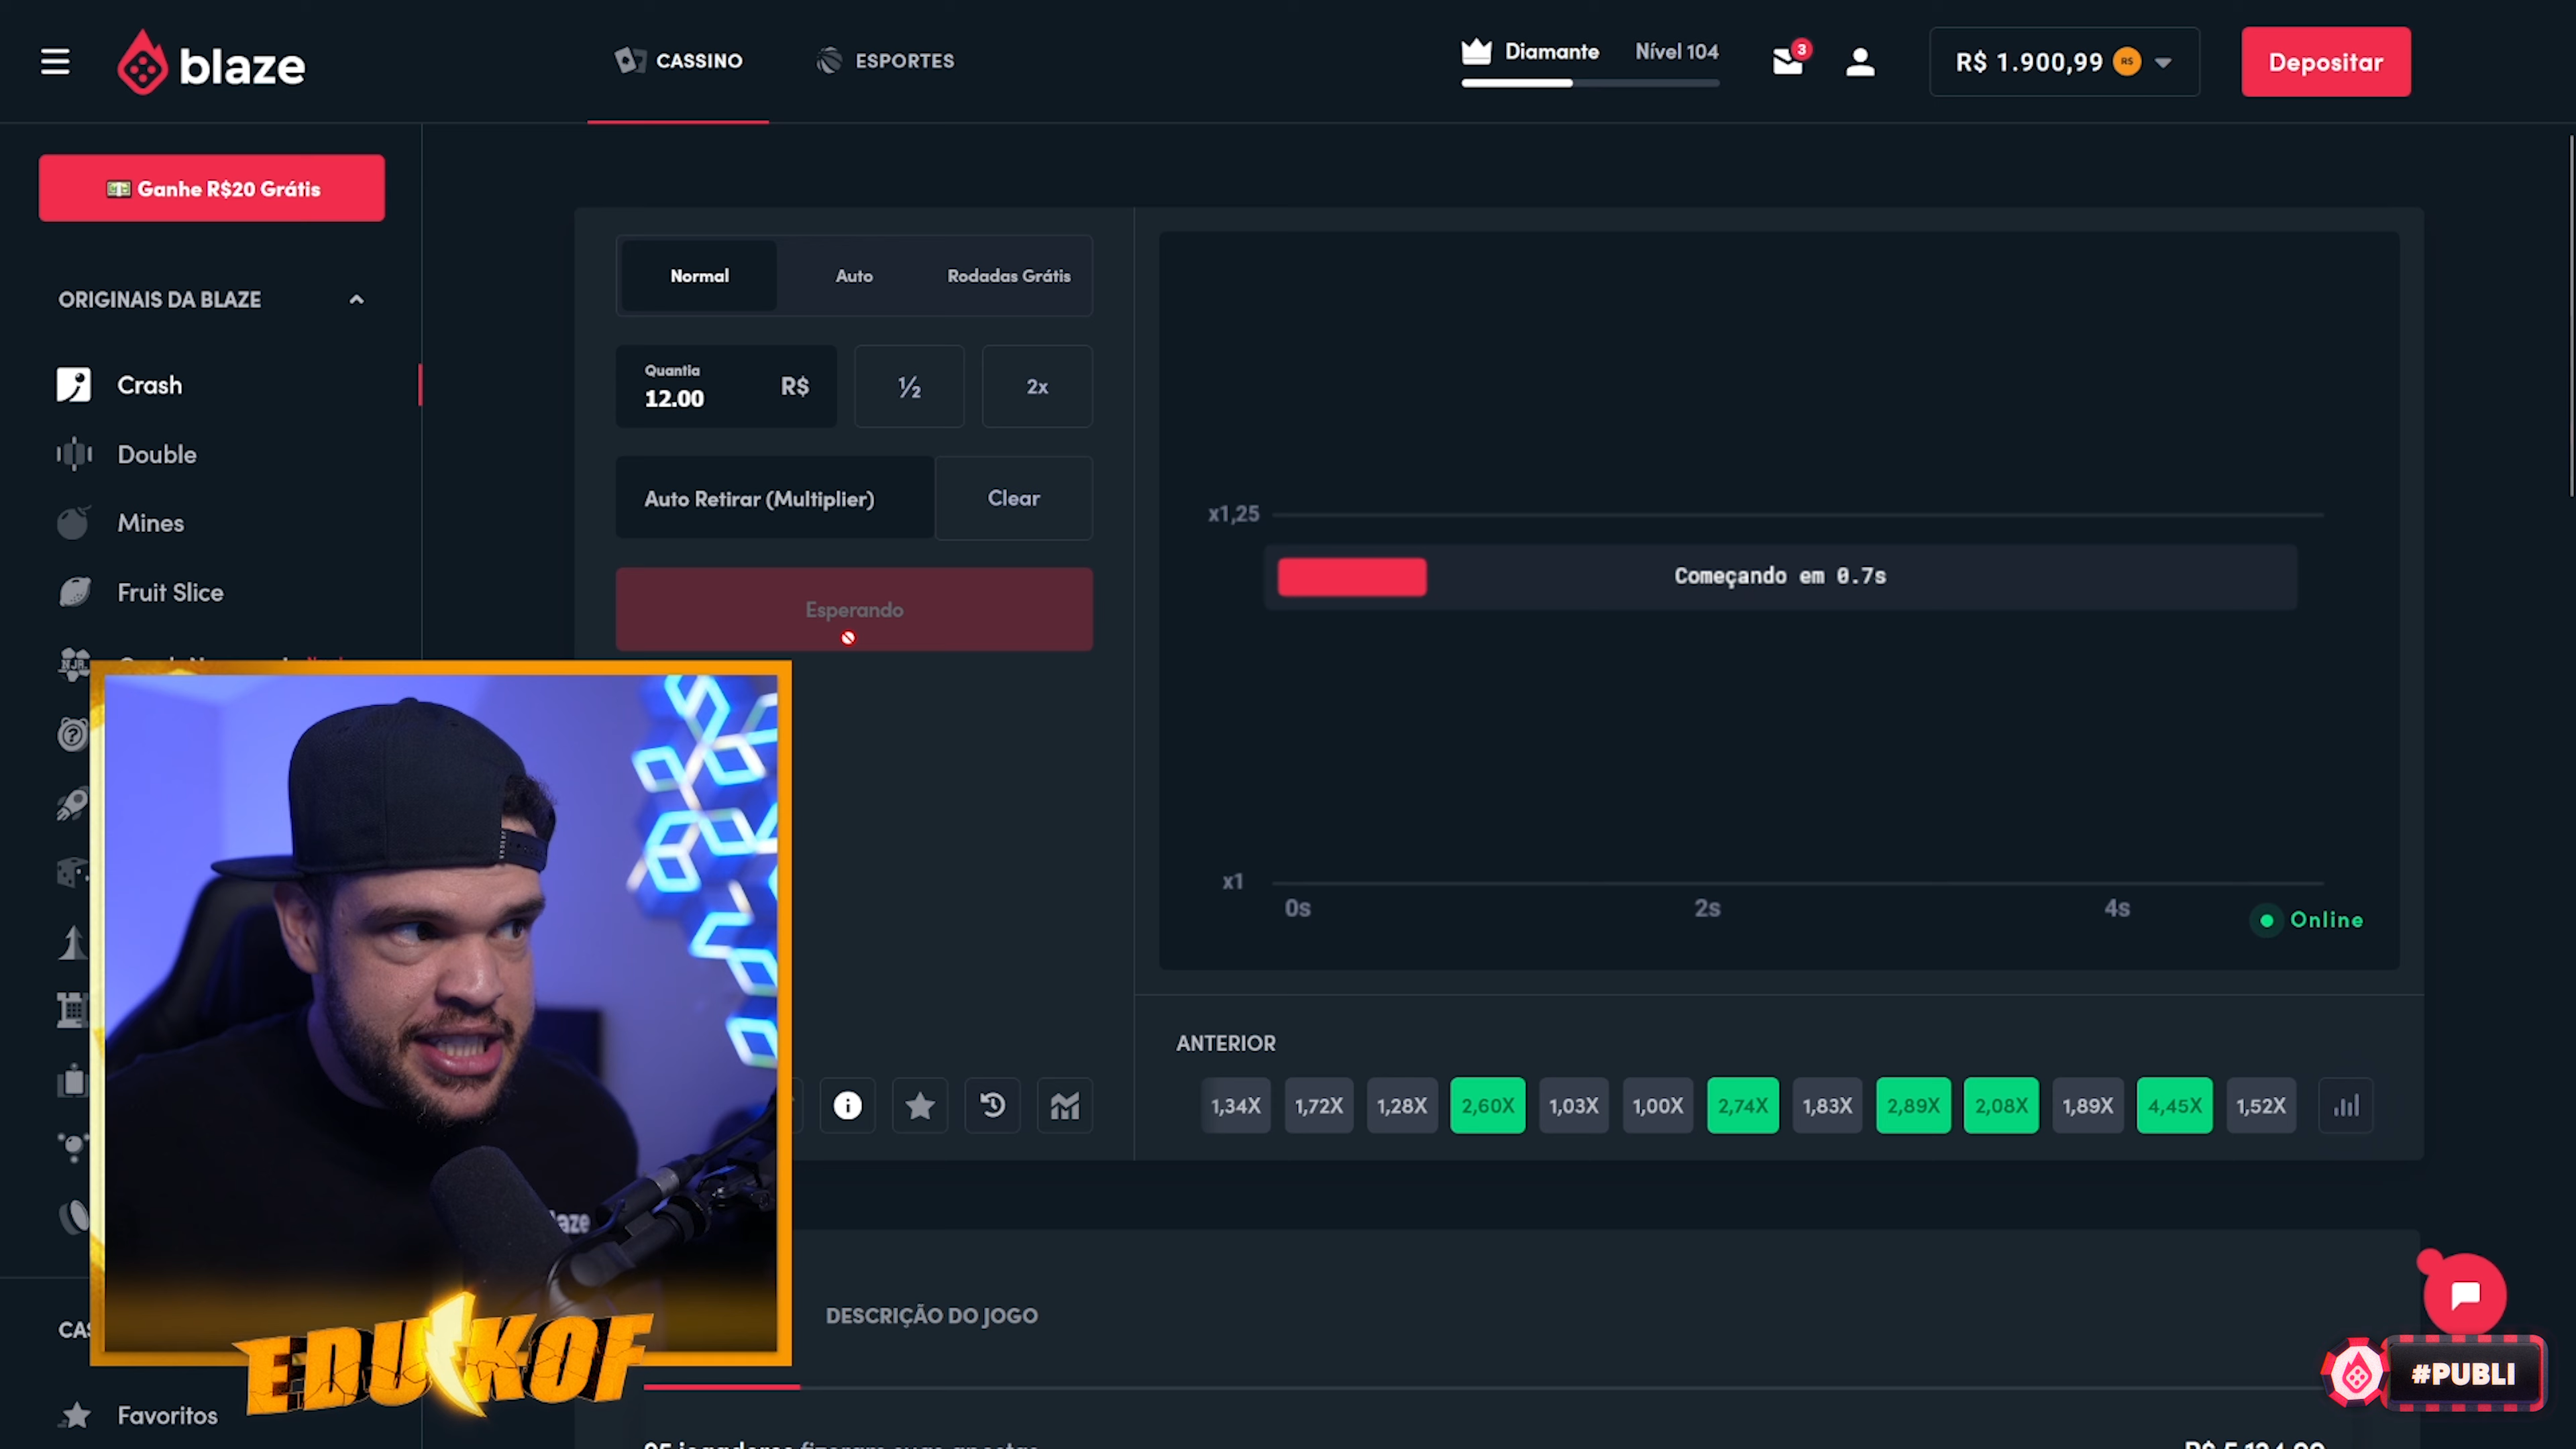 blaze
CASSINO
ESPORTES
Diamante
Nível 104
3
R$ 1.900,99
R$
Depositar
Ganhe R$20 Grátis
ORIGINAIS DA BLAZE
Crash
Double
Mines
Fruit Slice
Normal
Auto
Rodadas Grátis
Quantia
12.00
R$
½
2x
Auto Retirar (Multiplier)
Clear
Esperando
x1,25
Começando em 0.7s
x1
0s
2s
4s
Online
ANTERIOR
1,34X
1,72X
1,28X
2,60X
1,03X
1,00X
2,74X
1,83X
2,89X
2,08X
1,89X
4,45X
1,52X
EDUKOF
DESCRIÇÃO DO JOGO
Favoritos
#PUBLI